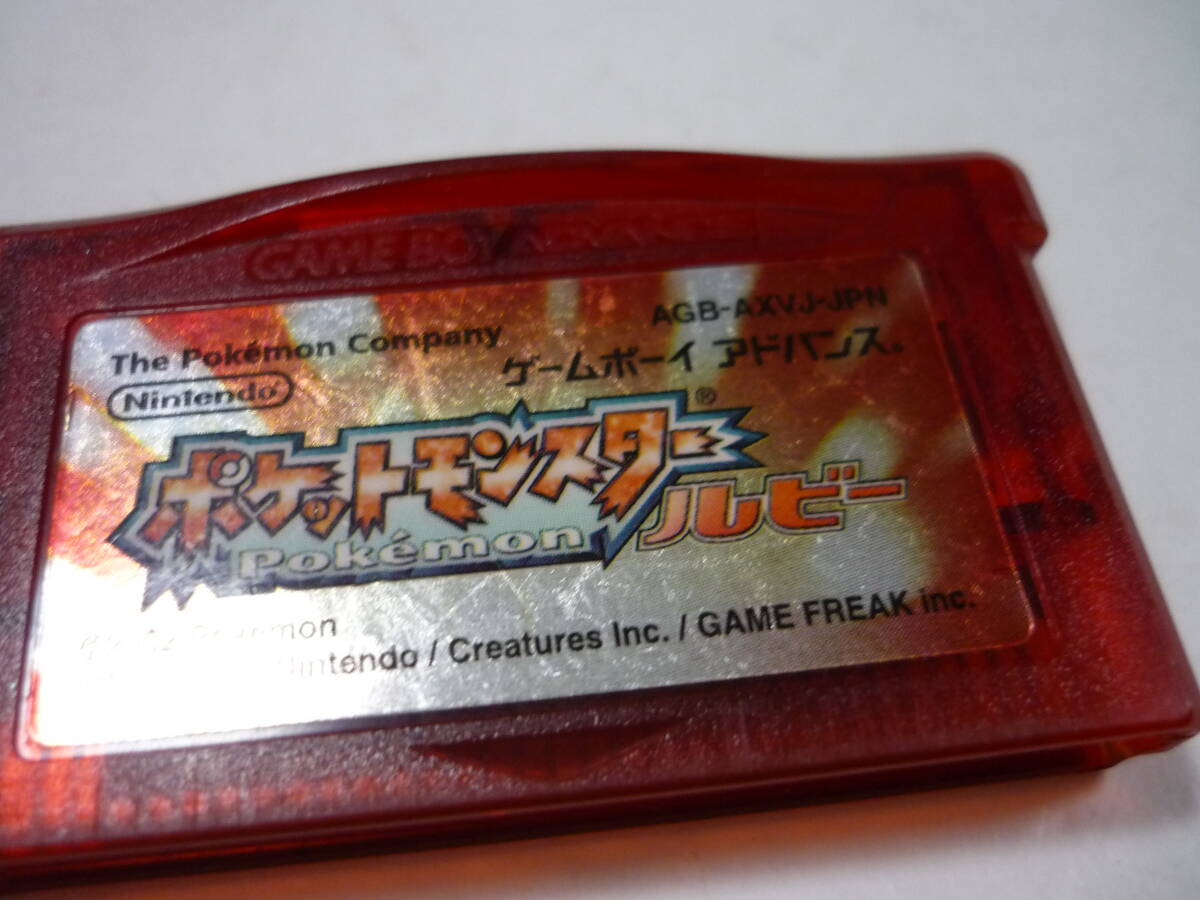 GAME BOY ADVANCE
AGB-AXVJ-JPN
The Pokémon Company
ゲームボーイ アドバンス®
Nintendo
ポケットモンスター®
Pokémon
ルビー
Pokémon
Nintendo / Creatures Inc. / GAME FREAK inc.